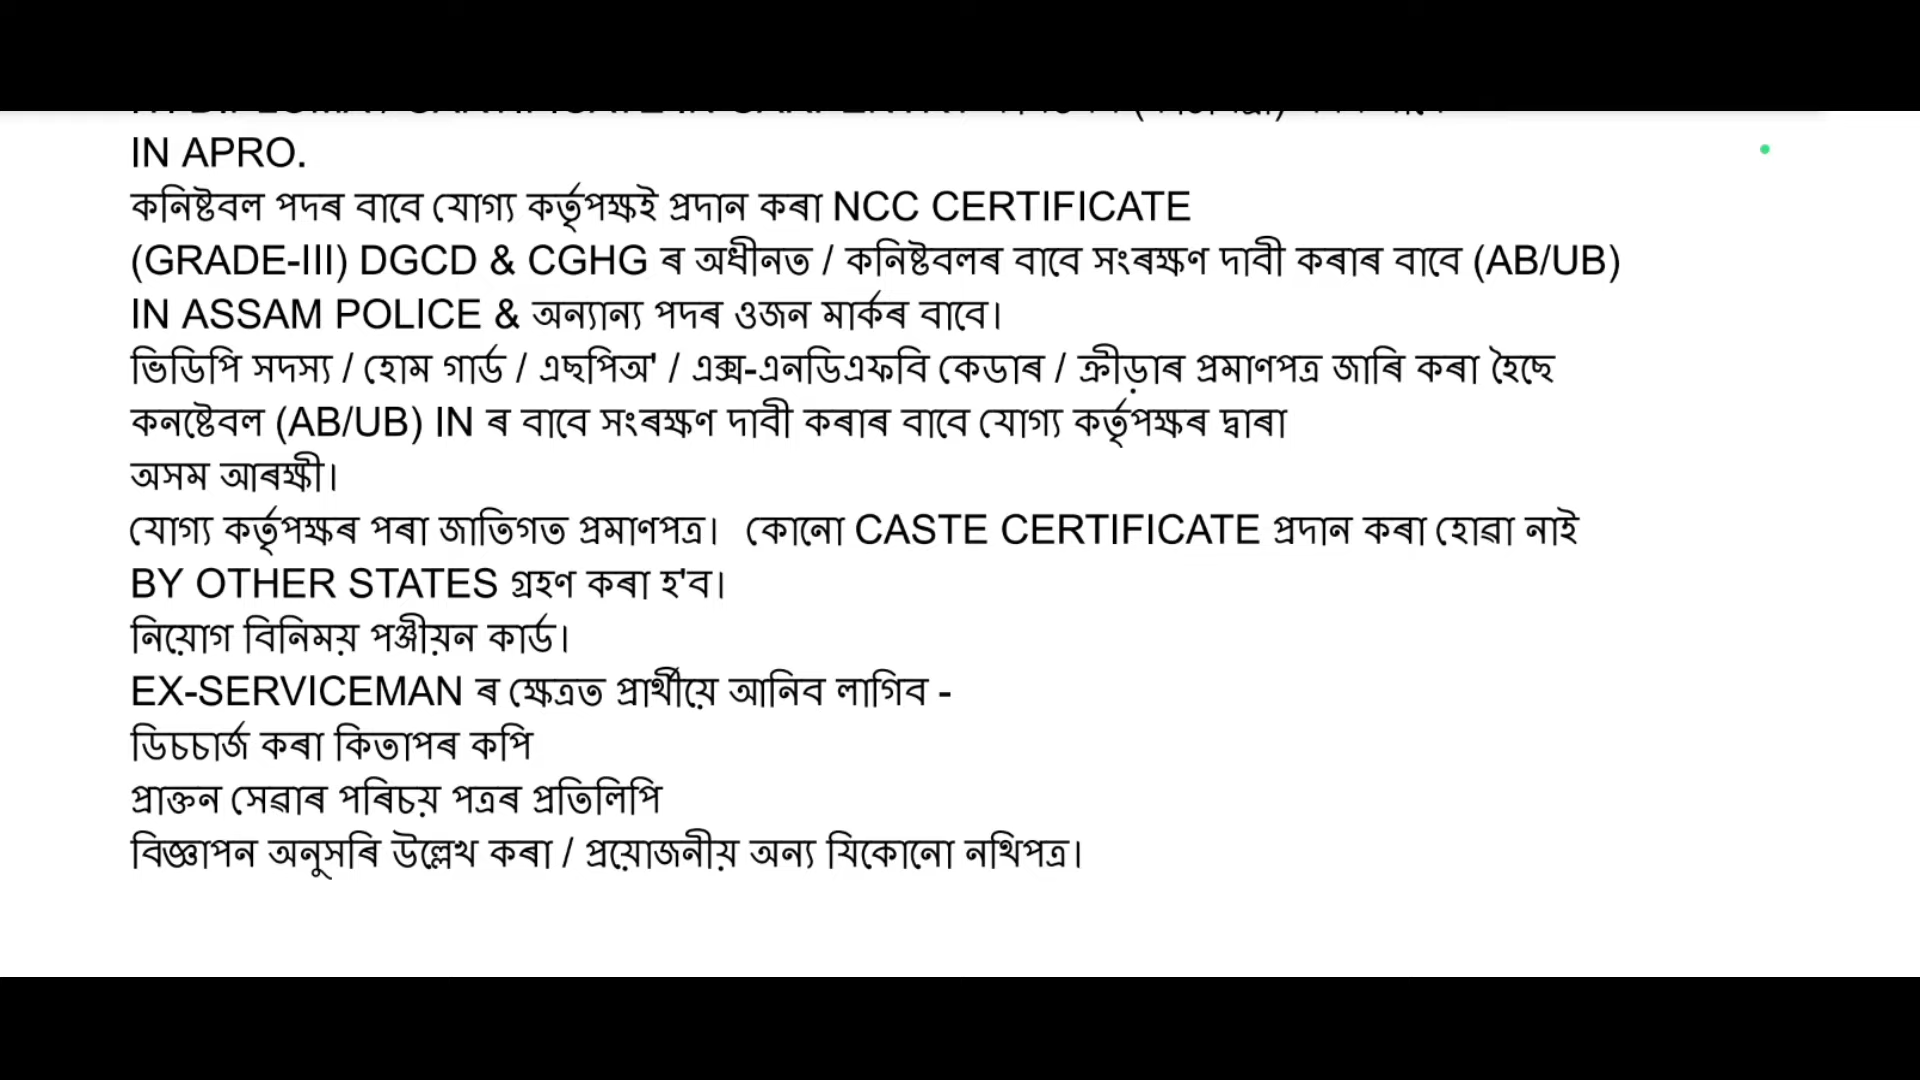 IN APRO.
কনিষ্টবল পদৰ বাবে যোগ্য কৰ্তৃপক্ষই প্ৰদান কৰা NCC CERTIFICATE
(GRADE-III) DGCD & CGHG ৰ অধীনত / কনিষ্টবলৰ বাবে সংৰক্ষণ দাবী কৰাৰ বাবে (AB/UB)
IN ASSAM POLICE & অন্যান্য পদৰ ওজন মাৰ্কৰ বাবে।
ভিডিপি সদস্য / হোম গাৰ্ড / এছপিঅ' / এক্স-এনডিএফবি কেডাৰ / ক্ৰীড়াৰ প্ৰমাণপত্ৰ জাৰি কৰা হৈছে
কনষ্টেবল (AB/UB) IN ৰ বাবে সংৰক্ষণ দাবী কৰাৰ বাবে যোগ্য কৰ্তৃপক্ষৰ দ্বাৰা
অসম আৰক্ষী।
যোগ্য কৰ্তৃপক্ষৰ পৰা জাতিগত প্ৰমাণপত্ৰ। কোনো CASTE CERTIFICATE প্ৰদান কৰা হোৱা নাই
BY OTHER STATES গ্ৰহণ কৰা হ'ব।
নিয়োগ বিনিময় পঞ্জীয়ন কাৰ্ড।
EX-SERVICEMAN ৰ ক্ষেত্ৰত প্ৰাৰ্থীয়ে আনিব লাগিব -
ডিচচাৰ্জ কৰা কিতাপৰ কপি
প্ৰাক্তন সেৱাৰ পৰিচয় পত্ৰৰ প্ৰতিলিপি
বিজ্ঞাপন অনুসৰি উল্লেখ কৰা / প্ৰয়োজনীয় অন্য যিকোনো নথিপত্ৰ।